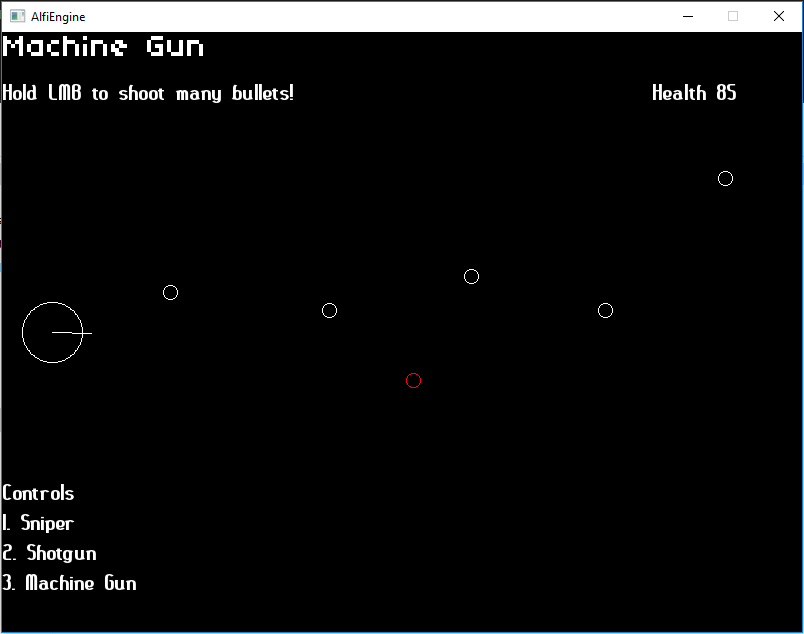 AlfiEngine
Machine Gun
Hold LMB to shoot many bullets!
Health 85
Controls
1. Sniper
2. Shotgun
3. Machine Gun